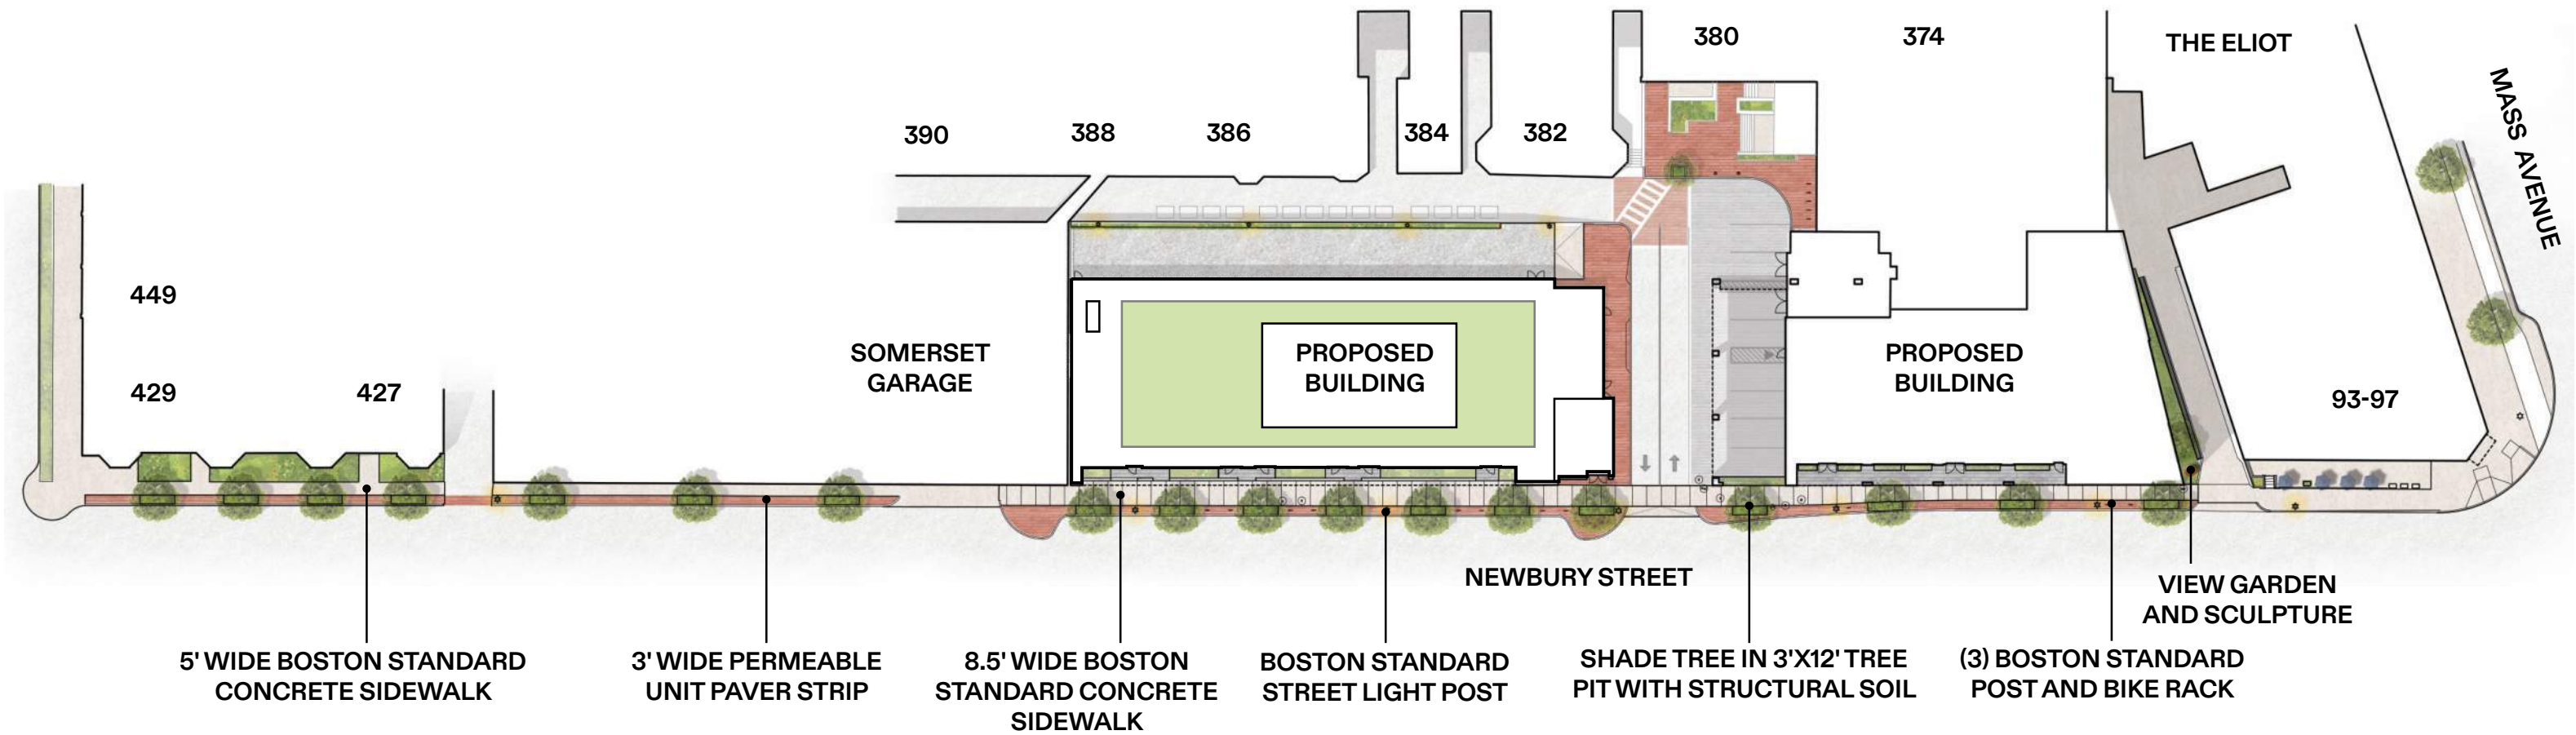 380
374
THE ELIOT
MASS AVENUE
390
388
386
384
382
449
429
427
SOMERSET
GARAGE
PROPOSED
BUILDING
PROPOSED
BUILDING
93-97
NEWBURY STREET
VIEW GARDEN
AND SCULPTURE
5' WIDE BOSTON STANDARD
CONCRETE SIDEWALK
3' WIDE PERMEABLE
UNIT PAVER STRIP
8.5' WIDE BOSTON
STANDARD CONCRETE
SIDEWALK
BOSTON STANDARD
STREET LIGHT POST
SHADE TREE IN 3'X12' TREE
PIT WITH STRUCTURAL SOIL
(3) BOSTON STANDARD
POST AND BIKE RACK